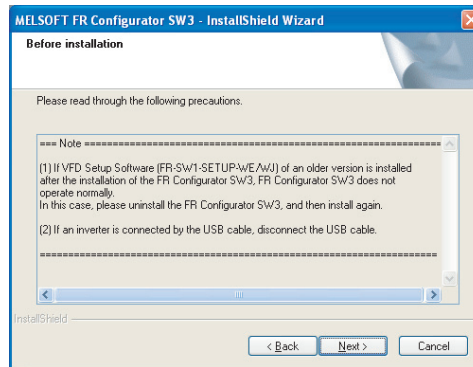 MELSOFT FR Configurator SW3 - InstallShield Wizard
Before installation
Please read through the following precautions.
=== Note ==============================================================
(1) If VFD Setup Software (FR-SW1-SETUP-WE/WJ) of an older version is installed
after the installation of the FR Configurator SW3, FR Configurator SW3 does not
operate normally.
In this case, please uninstall the FR Configurator SW3, and then install again.
(2) If an inverter is connected by the USB cable, disconnect the USB cable.
=======================================================================
InstallShield
< Back
Next >
Cancel